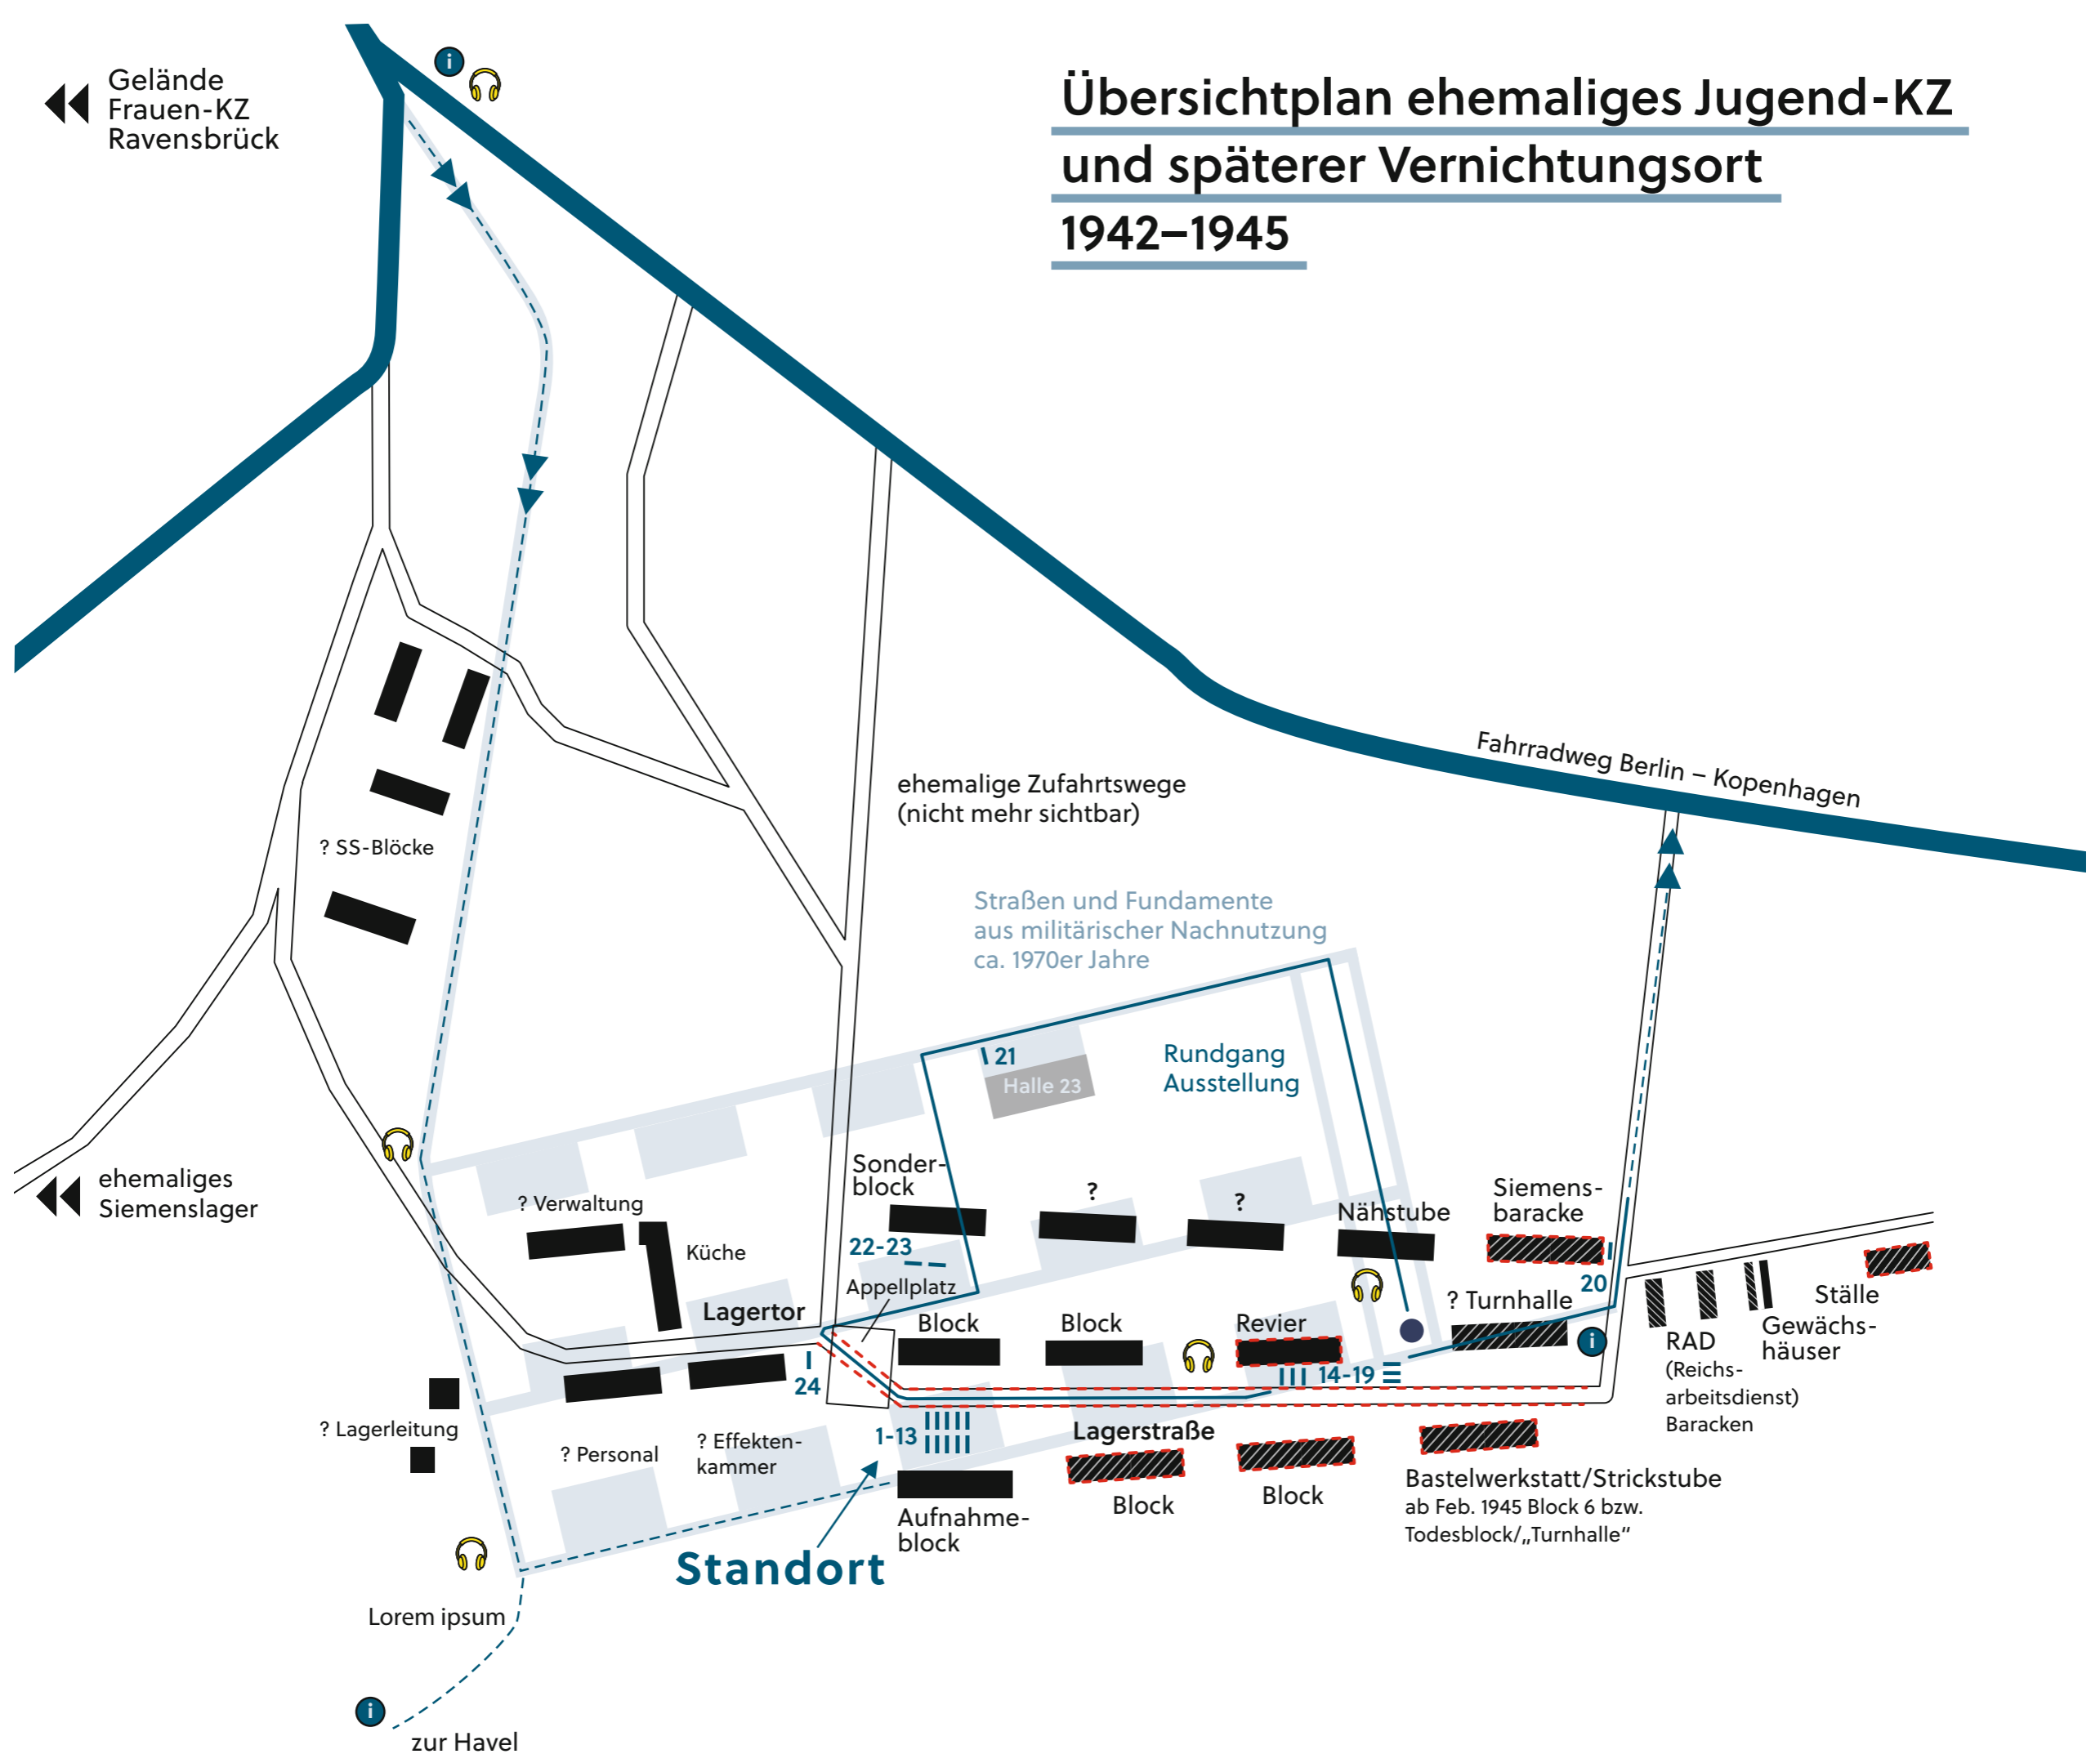 Gelände
Frauen-KZ
Ravensbrück
i
Übersichtplan ehemaliges Jugend-KZ
und späterer Vernichtungsort
1942–1945
Fahrradweg Berlin – Kopenhagen
ehemalige Zufahrtswege
(nicht mehr sichtbar)
? SS-Blöcke
Straßen und Fundamente
aus militärischer Nachnutzung
ca. 1970er Jahre
21
Halle 23
Rundgang
Ausstellung
ehemaliges
Siemenslager
? Verwaltung
Küche
Sonder-
block
?
?
Nähstube
Siemens-
baracke
22-23
Appellplatz
20
Lagertor
Block
Block
Revier
? Turnhalle
i
Ställe
Gewächs-
häuser
RAD
(Reichs-
arbeitsdienst)
Baracken
24
14-19
? Lagerleitung
? Personal
? Effekten-
kammer
1-13
Lagerstraße
Aufnahme-
block
Block
Block
Bastelwerkstatt/Strickstube
ab Feb. 1945 Block 6 bzw.
Todesblock/„Turnhalle“
Standort
Lorem ipsum
i
zur Havel